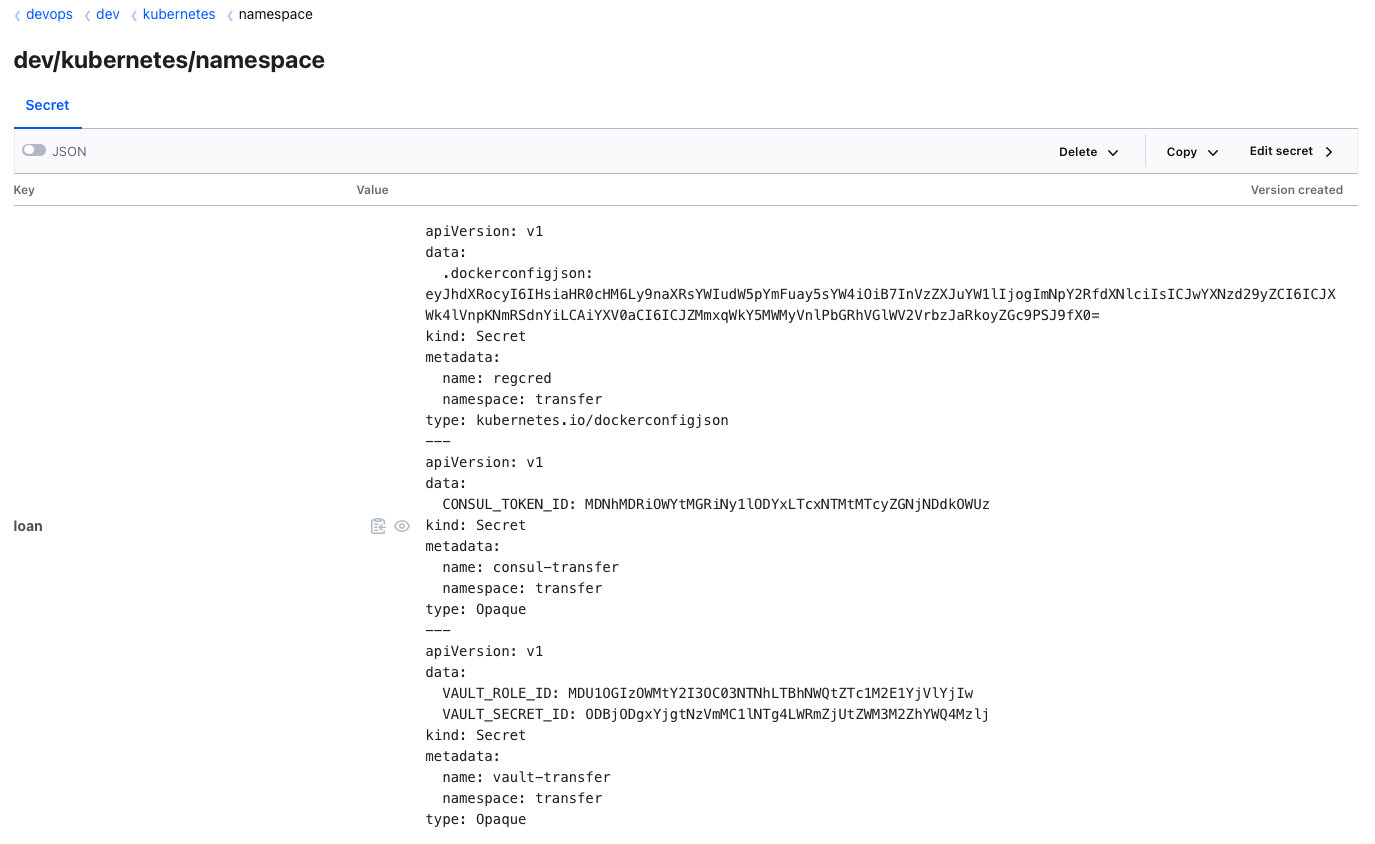 devops dev kubernetes namespace
dev/kubernetes/namespace
Secret
JSON Delete Copy Edit secret
Key Value Version created
apiVersion: v1
data:
.dockerconfigjson:
eyJhdXRocyI6IHsiaHR0cHM6Ly9naXRsYWIudW5pYmFuay5sYW4iOiB7InVzZXJuYW1lIjogImNpY2RfdXNlciIsICJwYXNzd29yZCI6ICJX
Wk4lVnpKNmRSdnYiLCAiYXV0aCI6ICJZMmxqWkY5MWMyVnlPbGRhVGlWV2VrbzJaRkoyZGc9PSJ9fX0=
kind: Secret
metadata:
name: regcred
namespace: transfer
type: kubernetes.io/dockerconfigjson
---
apiVersion: v1
data:
CONSUL_TOKEN_ID: MDNhMDRiOWYtMGRiNy1lODYxLTcxNTMtMTcyZGNjNDdkOWUz
loan
kind: Secret
metadata:
name: consul-transfer
namespace: transfer
type: Opaque
---
apiVersion: v1
data:
VAULT_ROLE_ID: MDU1OGIzOWMtY2I3OC03NTNhLTBhNWQtZTc1M2E1YjVlYjIw
VAULT_SECRET_ID: ODBjODgxYjgtNzVmMC1lNTg4LWRmZjUtZWM3M2ZhYWQ4Mzlj
kind: Secret
metadata:
name: vault-transfer
namespace: transfer
type: Opaque